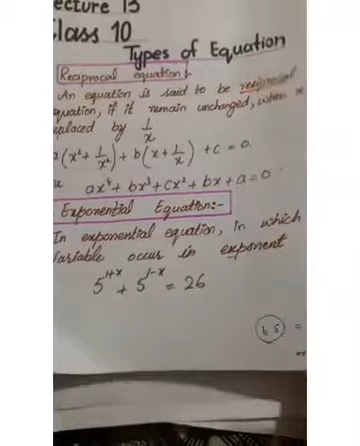 ecture 13
lass 10
Types of Equation
Reciprocal equation:-
An equation is said to be reciprocal
quation, if it remain unchanged, when x
eplaced by 1/x
(x² + 1/x²) + b(x + 1/x) + c = 0.
ax⁴ + bx³ + cx² + bx + a = 0.
Exponential Equation:-
In exponential equation, in which
variable occur in exponent
5^(1+x) + 5^(1-x) = 26